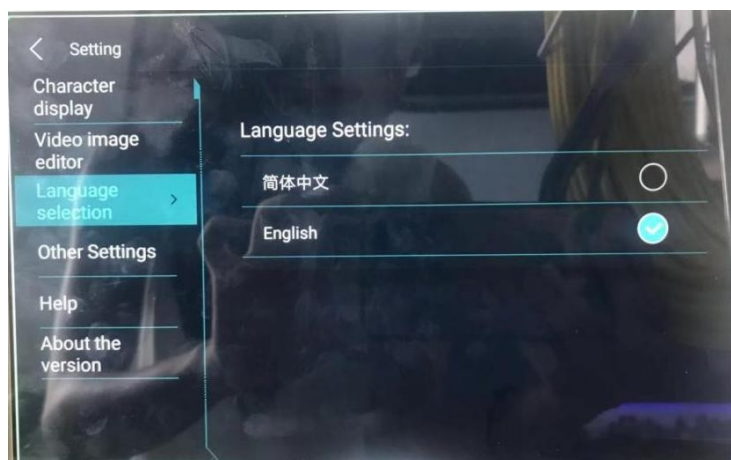 Setting
Character
display
Video image
editor
Language
selection
Other Settings
Help
About the
version
Language Settings:
简体中文
English